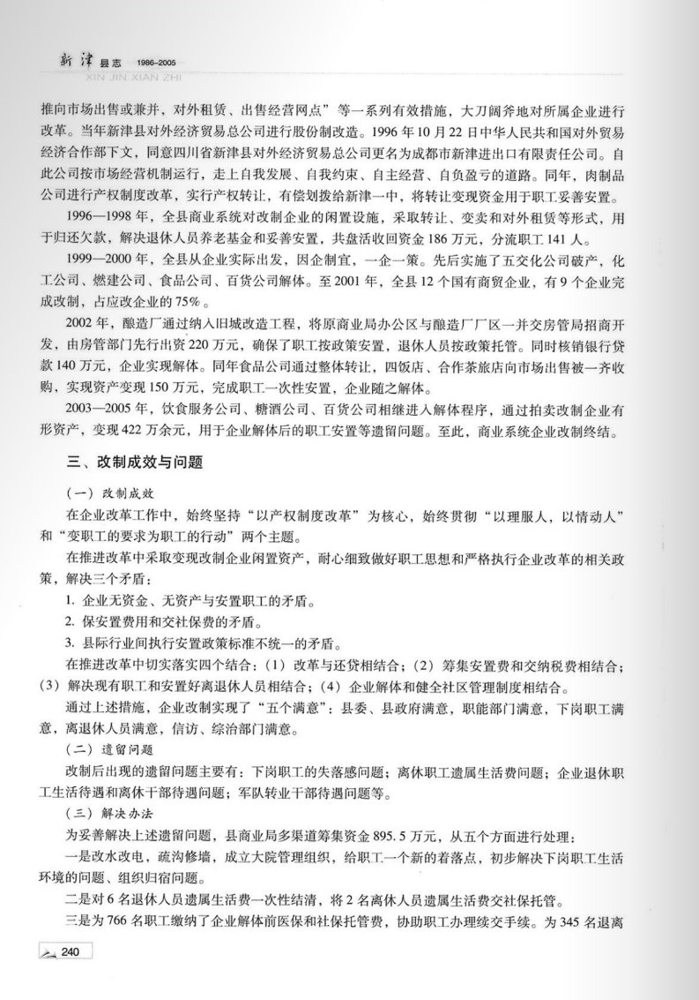 新津县志 1986–2005
XIN JIN XIAN ZHI
推向市场出售或兼并，对外租赁、出售经营网点”等一系列有效措施，大刀阔斧地对所属企业进行
改革。当年新津县对外经济贸易总公司进行股份制改造。1996年10月22日中华人民共和国对外贸易
经济合作部下文，同意四川省新津县对外经济贸易总公司更名为成都市新津进出口有限责任公司。自
此公司按市场经营机制运行，走上自我发展、自我约束、自主经营、自负盈亏的道路。同年，肉制品
公司进行产权制度改革，实行产权转让，有偿划拨给新津一中，将转让变现资金用于职工妥善安置。
1996—1998年，全县商业系统对改制企业的闲置设施，采取转让、变卖和对外租赁等形式，用
于归还欠款，解决退休人员养老基金和妥善安置，共盘活收回资金186万元，分流职工141人。
1999—2000年，全县从企业实际出发，因企制宜，一企一策。先后实施了五交化公司破产，化
工公司、燃建公司、食品公司、百货公司解体。至2001年，全县12个国有商贸企业，有9个企业完
成改制，占应改企业的75%。
2002年，酿造厂通过纳入旧城改造工程，将原商业局办公区与酿造厂厂区一并交房管局招商开
发，由房管部门先行出资220万元，确保了职工按政策安置，退休人员按政策托管。同时核销银行贷
款140万元，企业实现解体。同年食品公司通过整体转让，四饭店、合作茶旅店向市场出售被一齐收
购，实现资产变现150万元，完成职工一次性安置，企业随之解体。
2003—2005年，饮食服务公司、糖酒公司、百货公司相继进入解体程序，通过拍卖改制企业有
形资产，变现422万余元，用于企业解体后的职工安置等遗留问题。至此，商业系统企业改制终结。
三、改制成效与问题
（一）改制成效
在企业改革工作中，始终坚持“以产权制度改革”为核心，始终贯彻“以理服人，以情动人”
和“变职工的要求为职工的行动”两个主题。
在推进改革中采取变现改制企业闲置资产，耐心细致做好职工思想和严格执行企业改革的相关政
策，解决三个矛盾：
1. 企业无资金、无资产与安置职工的矛盾。
2. 保安置费用和交社保费的矛盾。
3. 县际行业间执行安置政策标准不统一的矛盾。
在推进改革中切实落实四个结合：（1）改革与还贷相结合；（2）筹集安置费和交纳税费相结合；
（3）解决现有职工和安置好离退休人员相结合；（4）企业解体和健全社区管理制度相结合。
通过上述措施，企业改制实现了“五个满意”：县委、县政府满意，职能部门满意，下岗职工满
意，离退休人员满意，信访、综治部门满意。
（二）遗留问题
改制后出现的遗留问题主要有：下岗职工的失落感问题；离休职工遗属生活费问题；企业退休职
工生活待遇和离休干部待遇问题；军队转业干部待遇问题等。
（三）解决办法
为妥善解决上述遗留问题，县商业局多渠道筹集资金895.5万元，从五个方面进行处理：
一是改水改电，疏沟修墙，成立大院管理组织，给职工一个新的着落点，初步解决下岗职工生活
环境的问题、组织归宿问题。
二是对6名退休人员遗属生活费一次性结清，将2名离休人员遗属生活费交社保托管。
三是为766名职工缴纳了企业解体前医保和社保托管费，协助职工办理续交手续。为345名退离
240